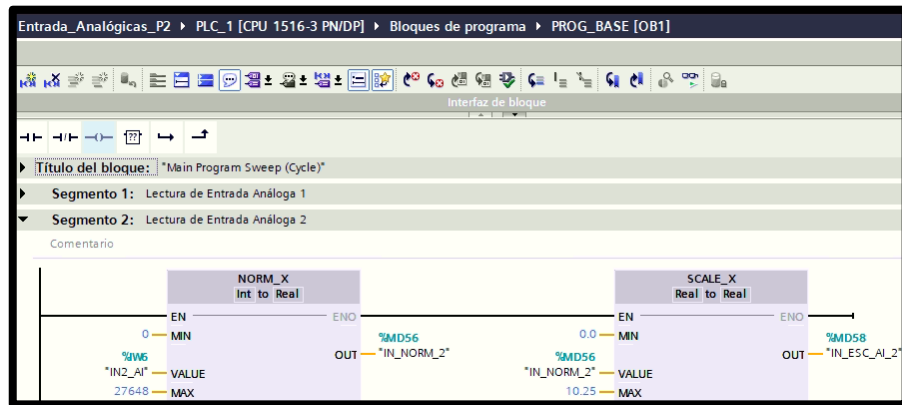 Entrada_Analógicas_P2 ▸ PLC_1 [CPU 1516-3 PN/DP] ▸ Bloques de programa ▸ PROG_BASE [OB1]
Interfaz de bloque
??
Título del bloque: "Main Program Sweep (Cycle)"
Segmento 1: Lectura de Entrada Análoga 1
Segmento 2: Lectura de Entrada Análoga 2
Comentario
NORM_X SCALE_X
Int to Real Real to Real
EN ENO EN ENO
0 MIN %MD56 0.0 MIN %MD58
%IW6 OUT "IN_NORM_2" %MD56 OUT "IN_ESC_AI_2"
"IN2_AI" VALUE "IN_NORM_2" VALUE
27648 MAX 10.25 MAX